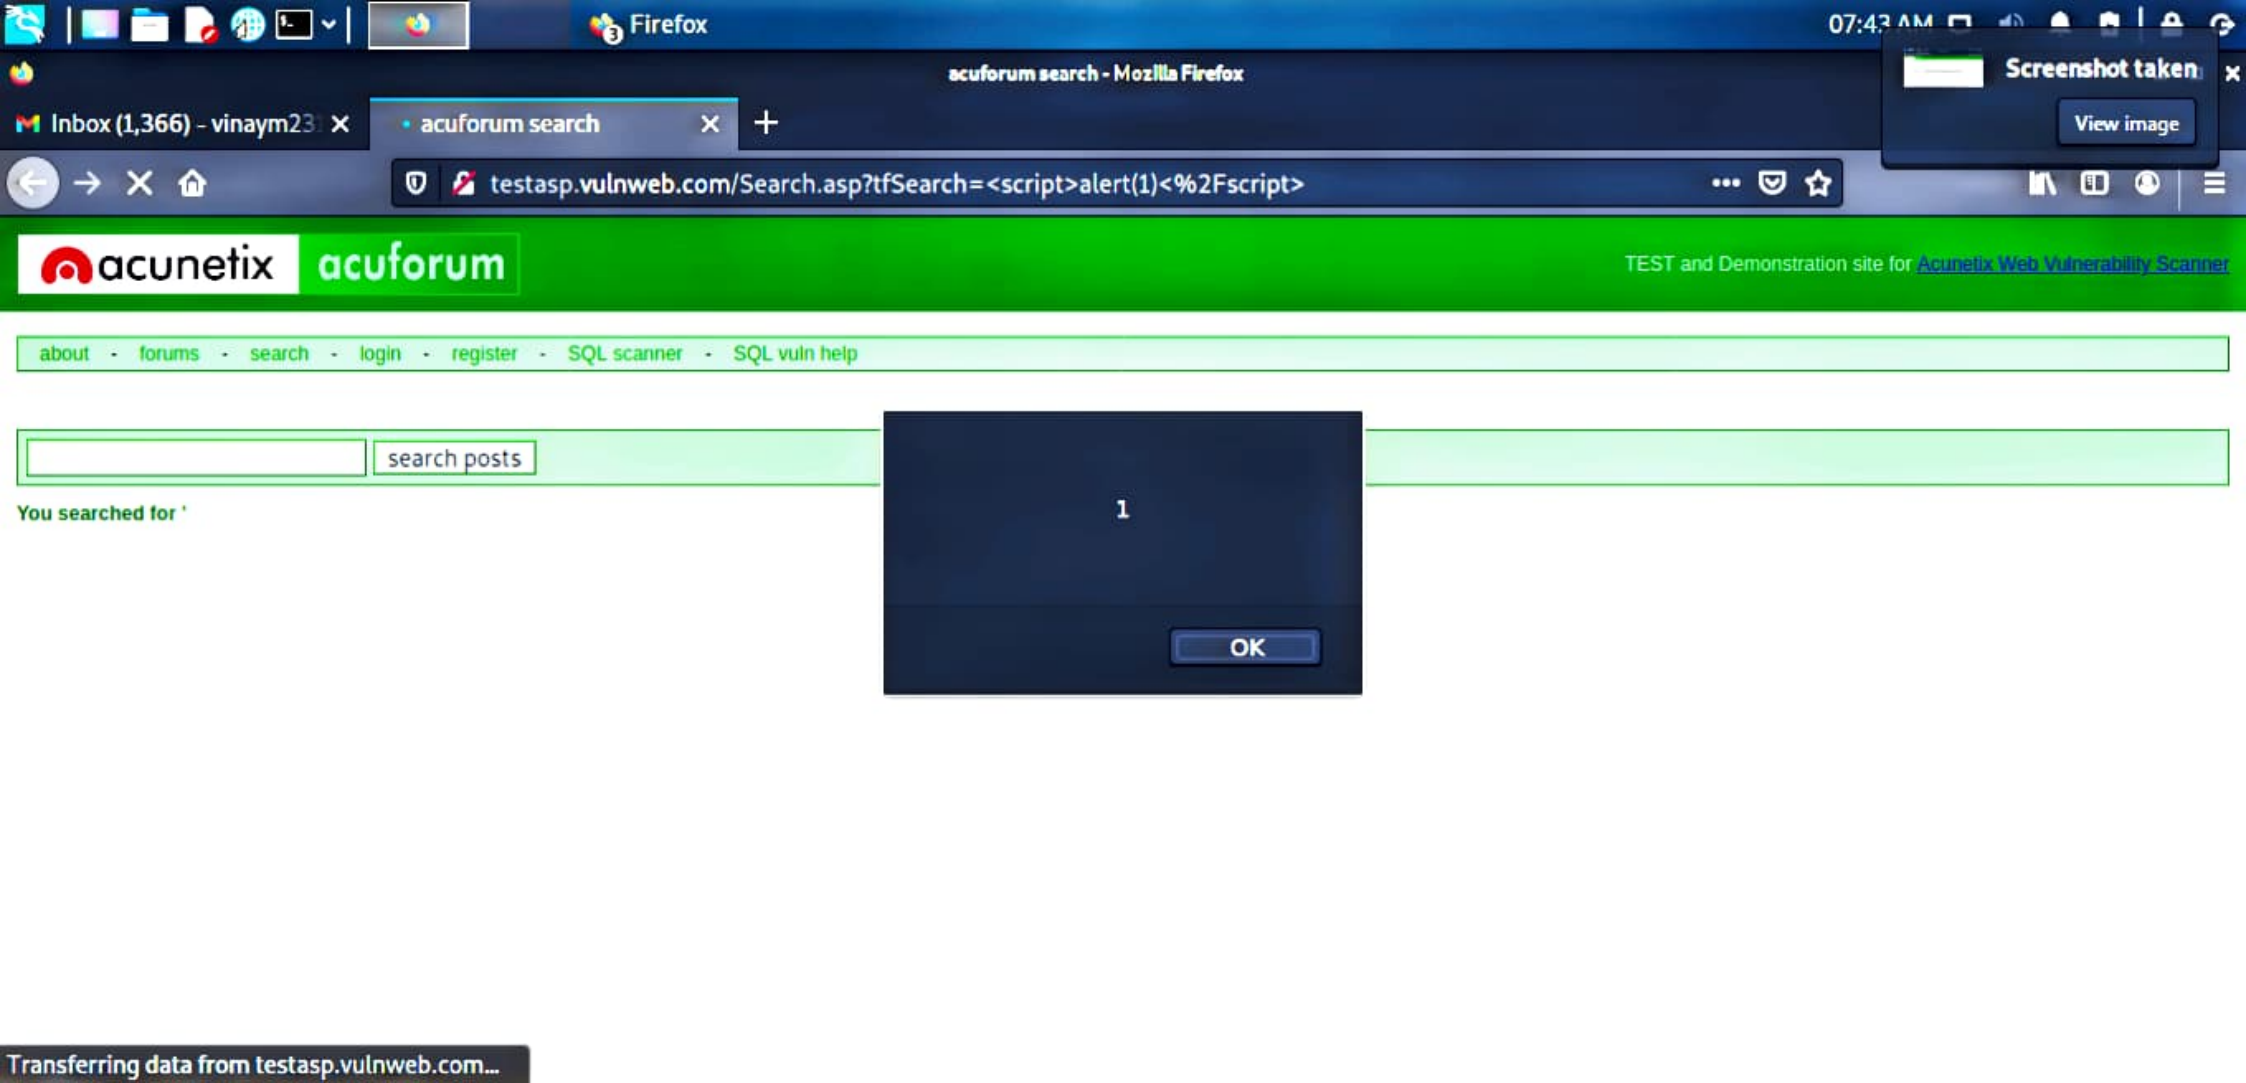 Firefox
3
07:43 AM
acuforum search - Mozilla Firefox
Screenshot taken
View image
Inbox (1,366) - vinaym23
acuforum search
testasp.vulnweb.com/Search.asp?tfSearch=<script>alert(1)<%2Fscript>
acunetix acuforum
TEST and Demonstration site for Acunetix Web Vulnerability Scanner
about - forums - search - login - register - SQL scanner - SQL vuln help
search posts
You searched for '
1
OK
Transferring data from testasp.vulnweb.com...